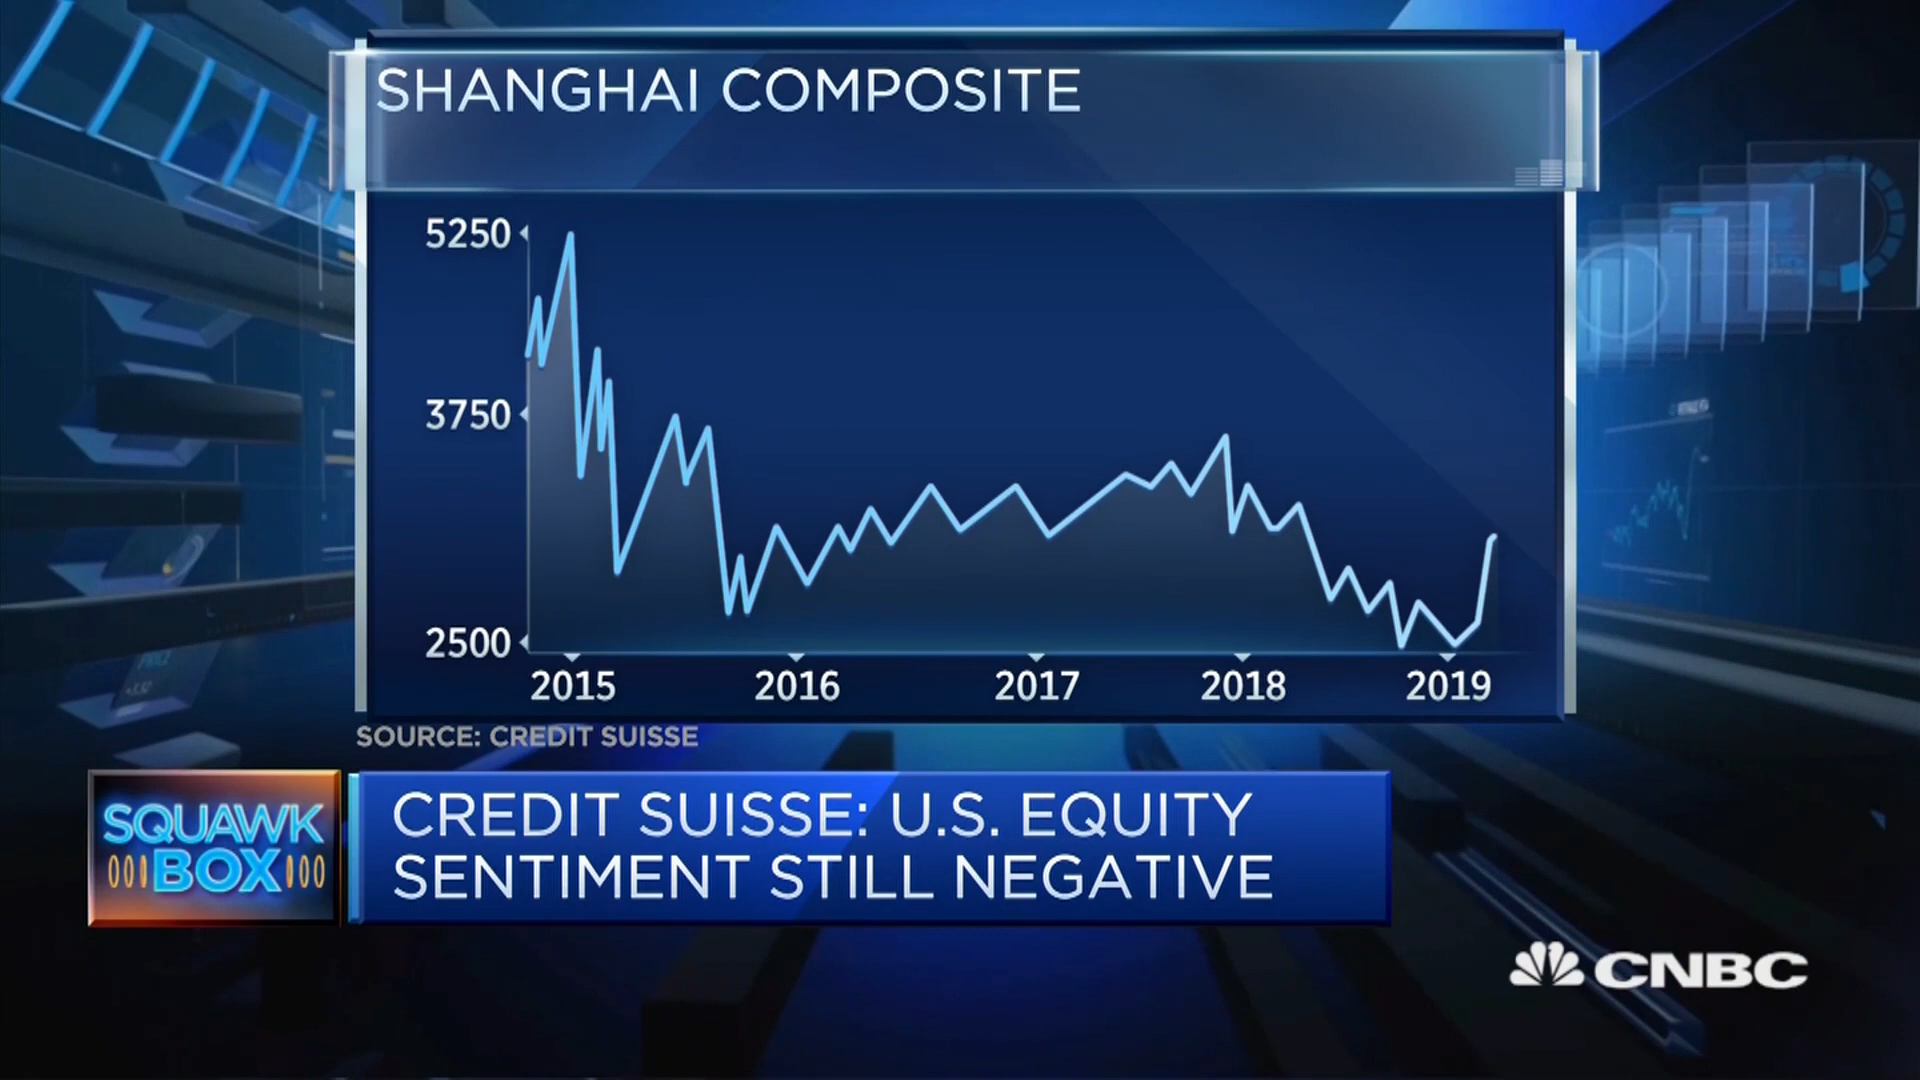 SHANGHAI COMPOSITE
5250
3750
2500
2015 2016 2017 2018 2019
SOURCE: CREDIT SUISSE
SQUAWK
BOX
CREDIT SUISSE: U.S. EQUITY
SENTIMENT STILL NEGATIVE
CNBC